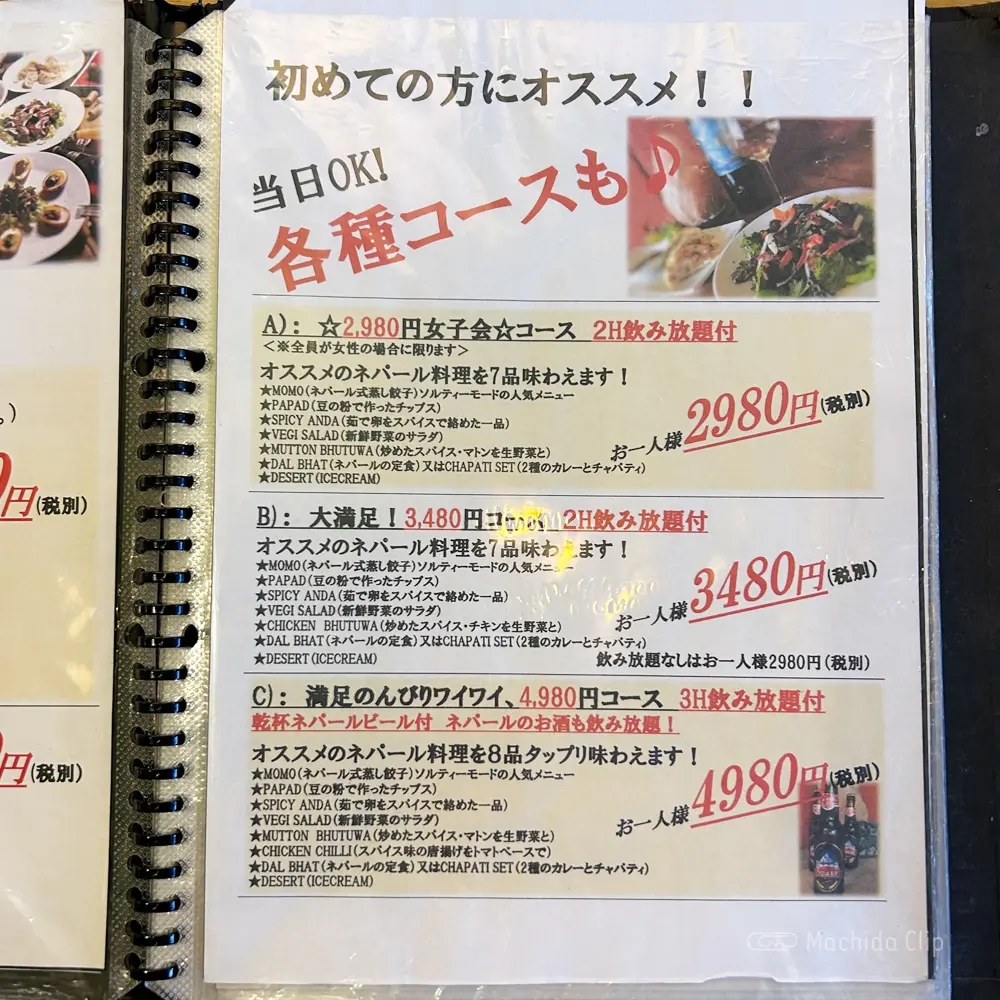 初めての方にオススメ！！
当日OK!
各種コースも♪
A)：☆2,980円女子会☆コース 2H飲み放題付
＜※全員が女性の場合に限ります＞
オススメのネパール料理を7品味わえます！
★MOMO（ネパール式蒸し餃子）ソルティーモードの人気メニュー
★PAPAD（豆の粉で作ったチップス）
★SPICY ANDA（茹で卵をスパイスで絡めた一品）
★VEGI SALAD（新鮮野菜のサラダ）
★MUTTON BHUTUWA（炒めたスパイス・マトンを生野菜と）
★DAL BHAT（ネパールの定食）又はCHAPATI SET（2種のカレーとチャパティ）
★DESERT（ICECREAM）
お一人様2980円（税別）
B)：大満足！3,480円コース 2H飲み放題付
オススメのネパール料理を7品味わえます！
★MOMO（ネパール式蒸し餃子）ソルティーモードの人気メニュー
★PAPAD（豆の粉で作ったチップス）
★SPICY ANDA（茹で卵をスパイスで絡めた一品）
★VEGI SALAD（新鮮野菜のサラダ）
★CHICKEN BHUTUWA（炒めたスパイス・チキンを生野菜と）
★DAL BHAT（ネパールの定食）又はCHAPATI SET（2種のカレーとチャパティ）
★DESERT（ICECREAM）
お一人様3480円（税別）
飲み放題なしはお一人様2980円（税別）
C)：満足のんびりワイワイ、4,980円コース 3H飲み放題付
乾杯ネパールビール付 ネパールのお酒も飲み放題！
オススメのネパール料理を8品タップリ味わえます！
★MOMO（ネパール式蒸し餃子）ソルティーモードの人気メニュー
★PAPAD（豆の粉で作ったチップス）
★SPICY ANDA（茹で卵をスパイスで絡めた一品）
★VEGI SALAD（新鮮野菜のサラダ）
★MUTTON BHUTUWA（炒めたスパイス・マトンを生野菜と）
★CHICKEN CHILLI（スパイス味の唐揚げをトマトベースで）
★DAL BHAT（ネパールの定食）又はCHAPATI SET（2種のカレーとチャパティ）
★DESERT（ICECREAM）
お一人様4980円（税別）
。）
0円（税別）
0円（税別）
Machida Clip